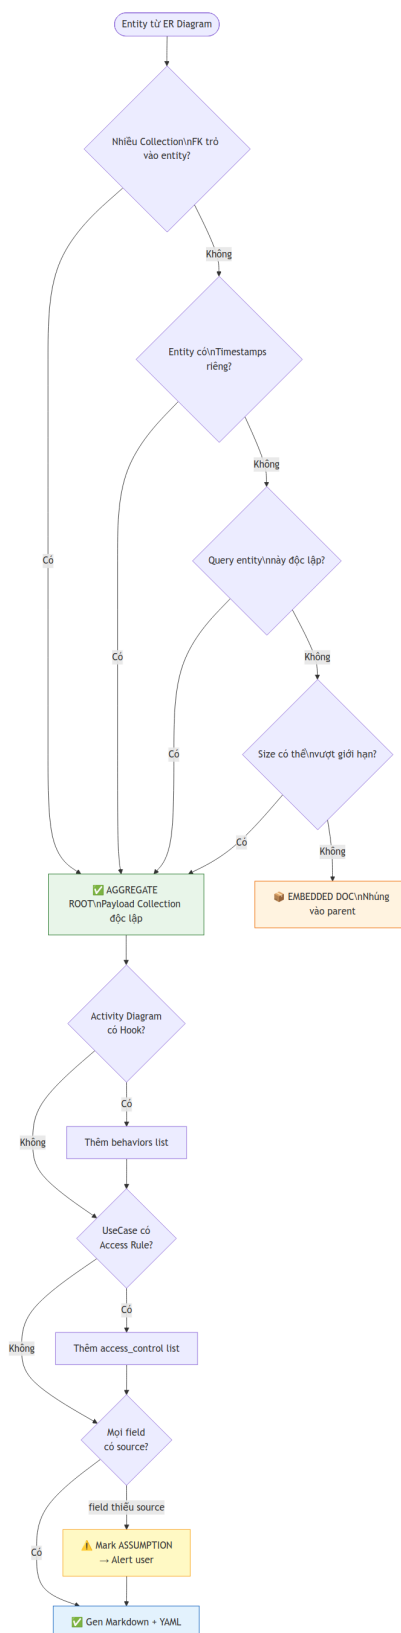 Entity từ ER Diagram
Nhiều Collection\nFK trỏ
vào entity?
Không
Entity có\nTimestamps
riêng?
Không
Query entity\nnày độc lập?
Có
Có
Không
Có
Size có thể\nvượt giới hạn?
Có
Không
✅ AGGREGATE
ROOT\nPayload Collection
độc lập
📦 EMBEDDED DOC\nNhúng
vào parent
Activity Diagram
có Hook?
Có
Không
Thêm behaviors list
UseCase có
Access Rule?
Có
Không
Thêm access_control list
Mọi field
có source?
field thiếu source
Có
⚠️ Mark ASSUMPTION
→ Alert user
✅ Gen Markdown + YAML